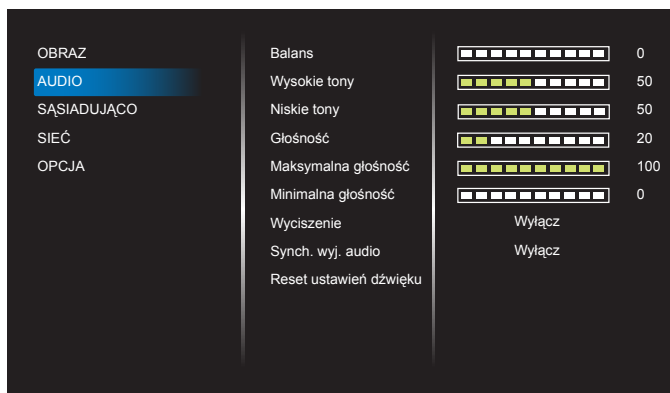 OBRAZ
AUDIO
SĄSIADUJĄCO
SIEĆ
OPCJA
Balans 0
Wysokie tony 50
Niskie tony 50
Głośność 20
Maksymalna głośność 100
Minimalna głośność 0
Wyciszenie Wyłącz
Synch. wyj. audio Wyłącz
Reset ustawień dźwięku